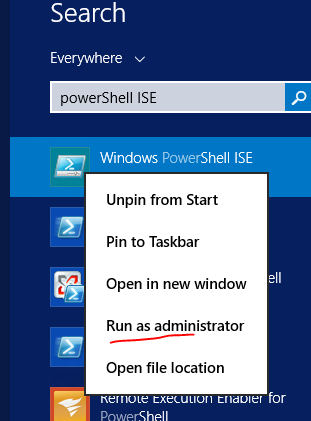 Search
Everywhere
powerShell ISE
Windows PowerShell ISE
Unpin from Start
Pin to Taskbar
Open in new window
ell
Run as administrator
Open file location
Remote Execution Enabler for
PowerShell